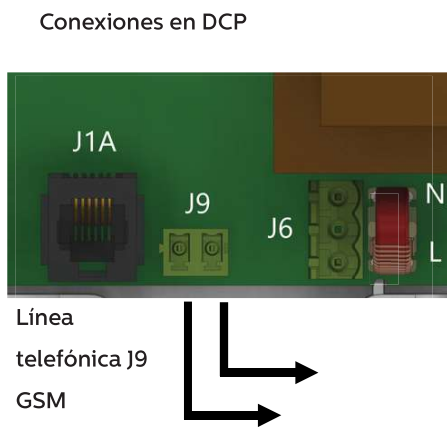 Conexiones en DCP
J1A
J9
J6
N
L
Línea
telefónica J9
GSM